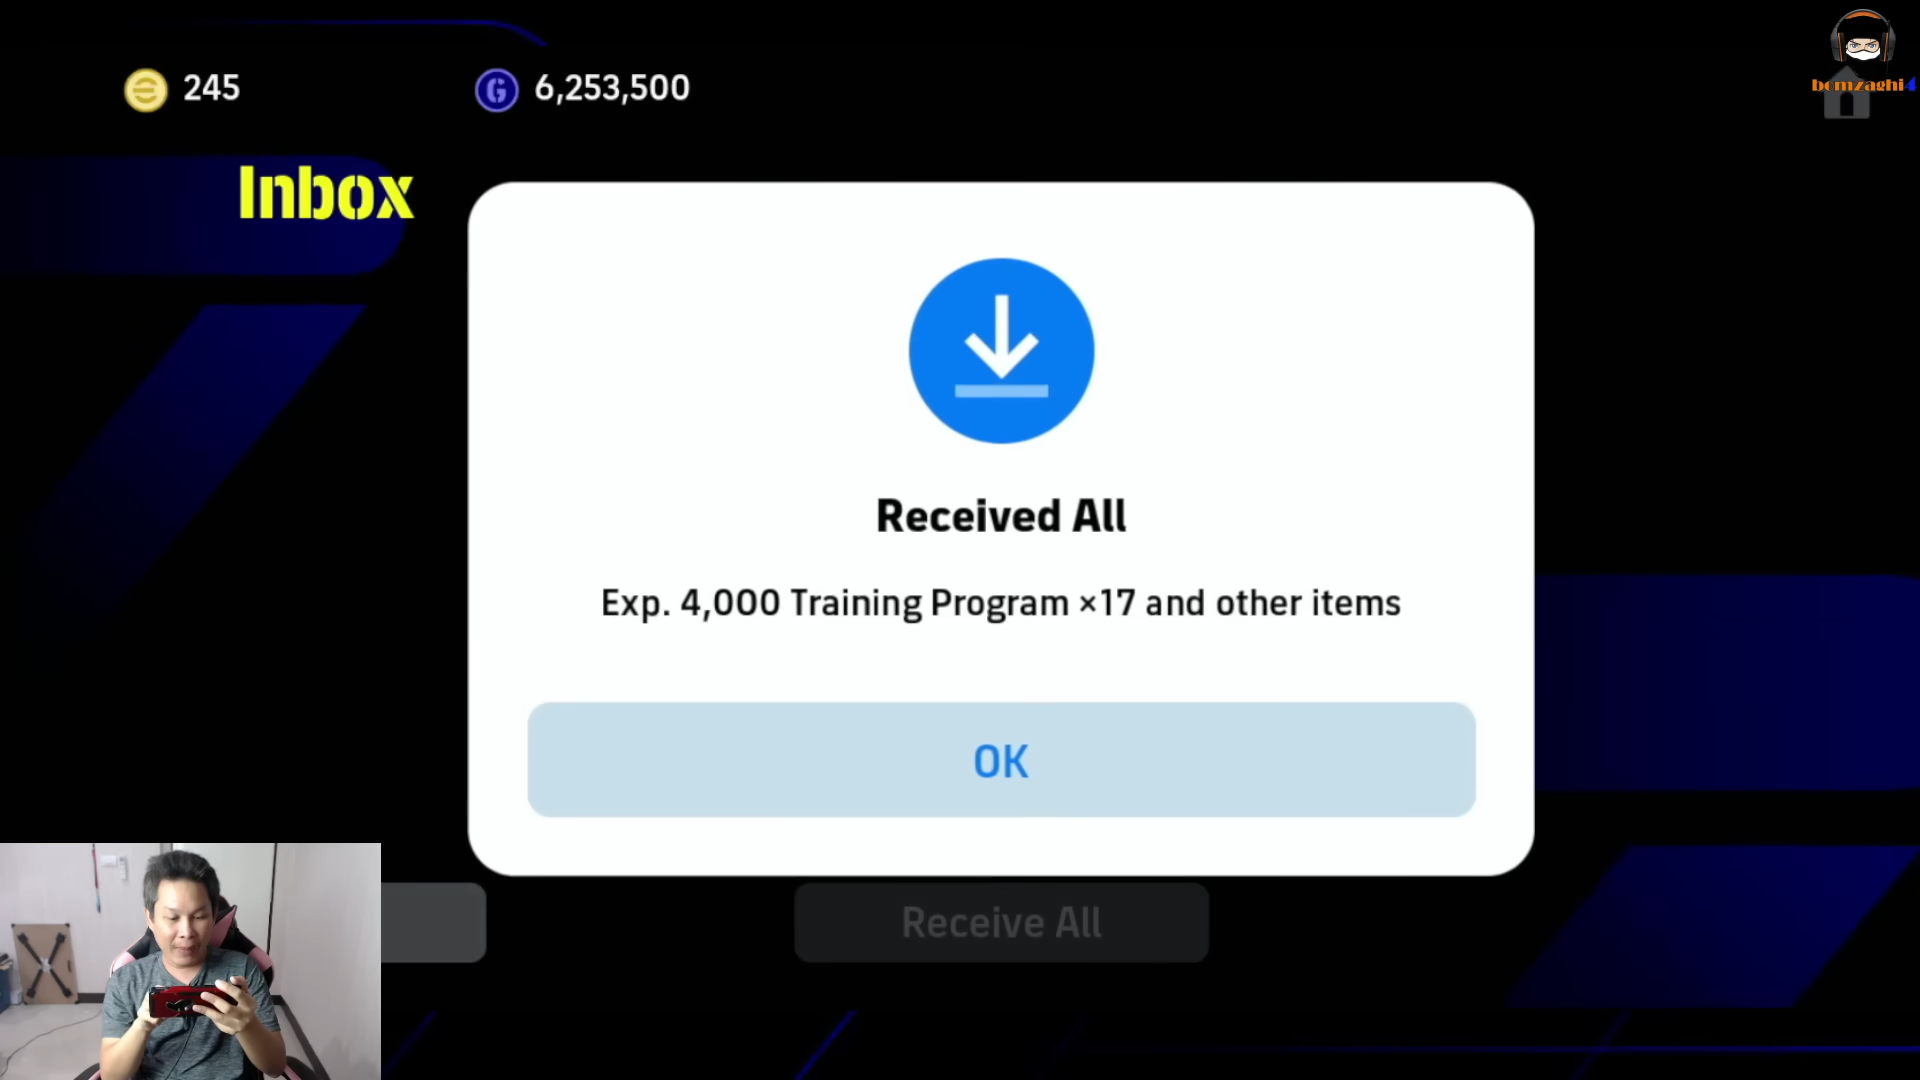 245
6,253,500
bomzaghi4
Inbox
Received All
Exp. 4,000 Training Program ×17 and other items
OK
Receive All